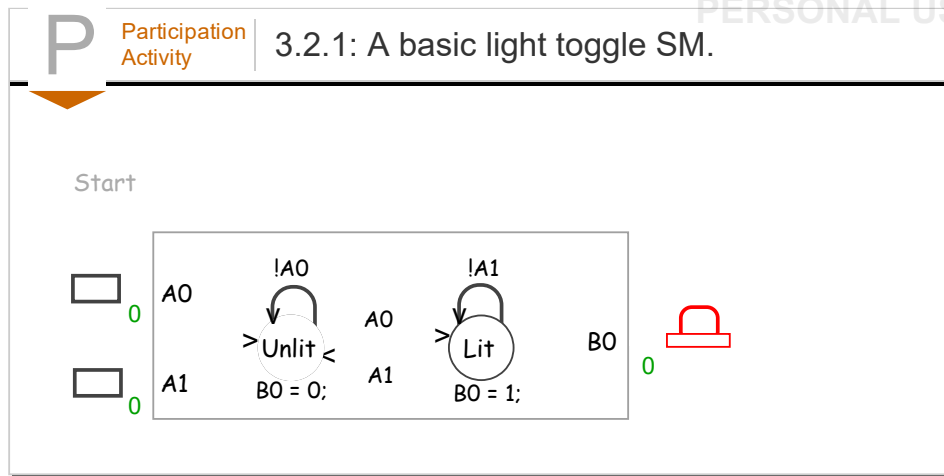 PERSONAL US
P
Participation
Activity
3.2.1: A basic light toggle SM.
Start
!A0 !A1
A0 A0
0
> Unlit < > Lit B0
0
A1 A1
B0 = 0; B0 = 1;
0